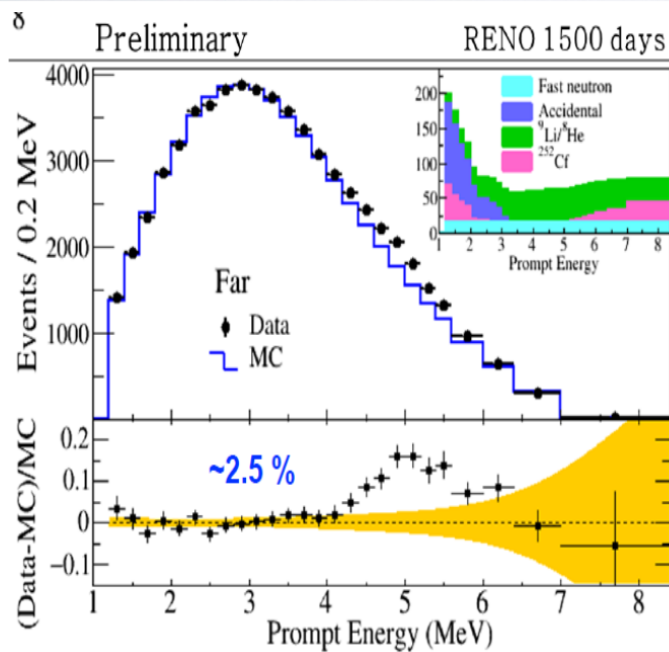 δ
Preliminary RENO 1500 days
4000
3000
2000
1000
Events / 0.2 MeV
Far
Data
MC
200
150
100
50
0
Fast neutron
Accidental
⁹Li/⁸He
²⁵²Cf
1 2 3 4 5 6 7 8
Prompt Energy
0.2
0.1
0
−0.1
(Data-MC)/MC
~2.5 %
1 2 3 4 5 6 7 8
Prompt Energy (MeV)